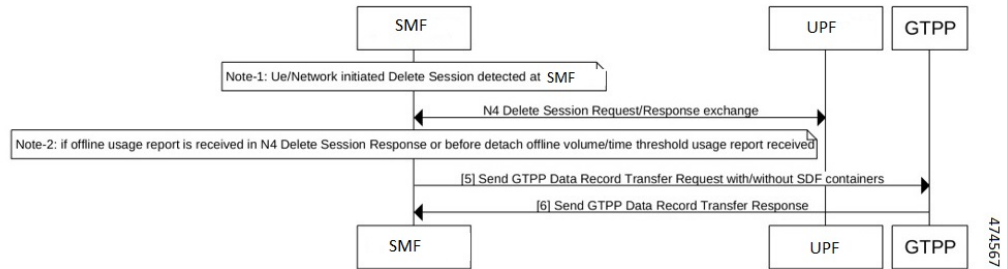 SMF
UPF
GTPP
Note-1: Ue/Network initiated Delete Session detected at SMF
N4 Delete Session Request/Response exchange
Note-2: if offline usage report is received in N4 Delete Session Response or before detach offline volume/time threshold usage report received
[5] Send GTPP Data Record Transfer Request with/without SDF containers
[6] Send GTPP Data Record Transfer Response
SMF
UPF
GTPP
474567